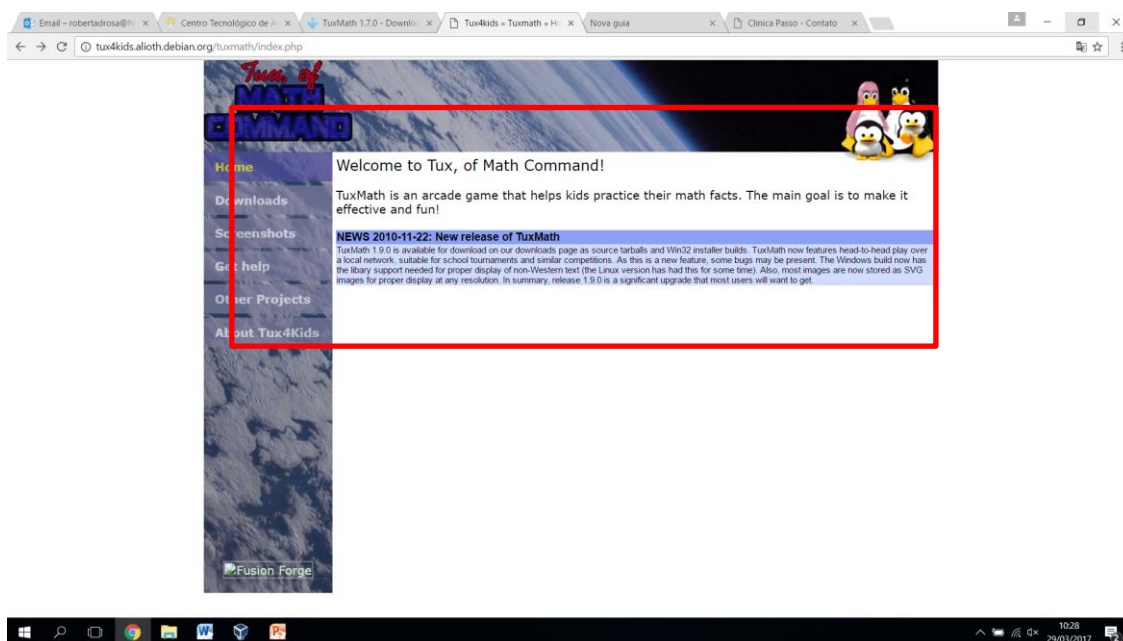 Email – robertadrosa@h
Centro Tecnológico de A
TuxMath 1.7.0 - Downlo
Tux4kids » Tuxmath » Ho
Nova guia
Clínica Passo - Contato
tux4kids.alioth.debian.org/tuxmath/index.php
Tux, of
MATH
COMMAND
Home
Downloads
Screenshots
Get help
Other Projects
About Tux4Kids
Welcome to Tux, of Math Command!
TuxMath is an arcade game that helps kids practice their math facts. The main goal is to make it
effective and fun!
NEWS 2010-11-22: New release of TuxMath
TuxMath 1.9.0 is available for download on our downloads page as source tarballs and Win32 installer builds. TuxMath now features head-to-head play over
a local network, suitable for school tournaments and similar competitions. As this is a new feature, some bugs may be present. The Windows build now has
the libary support needed for proper display of non-Western text (the Linux version has had this for some time). Also, most images are now stored as SVG
images for proper display at any resolution. In summary, release 1.9.0 is a significant upgrade that most users will want to get.
Fusion Forge
10:28
29/03/2017